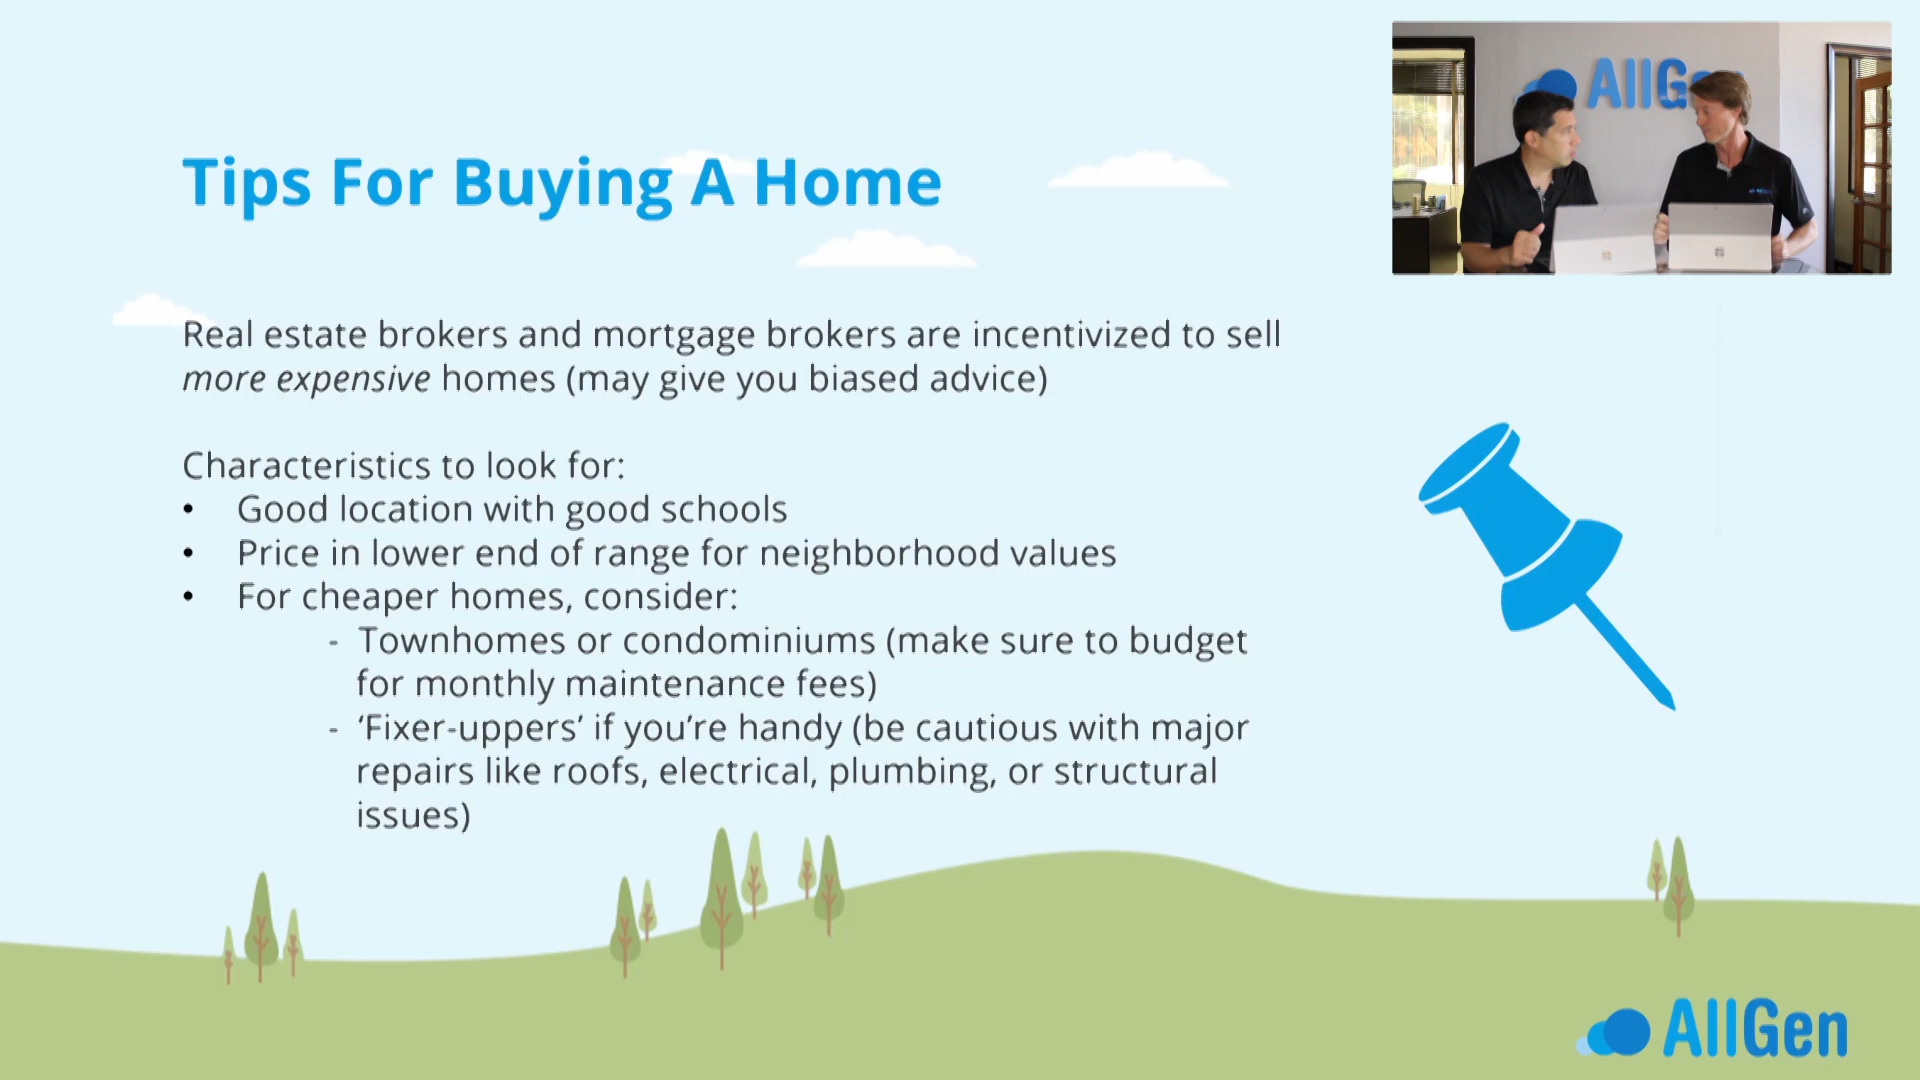 AllGen
Tips For Buying A Home
Real estate brokers and mortgage brokers are incentivized to sell
more expensive homes (may give you biased advice)
Characteristics to look for:
• Good location with good schools
• Price in lower end of range for neighborhood values
• For cheaper homes, consider:
- Townhomes or condominiums (make sure to budget
for monthly maintenance fees)
- ‘Fixer-uppers’ if you’re handy (be cautious with major
repairs like roofs, electrical, plumbing, or structural
issues)
AllGen